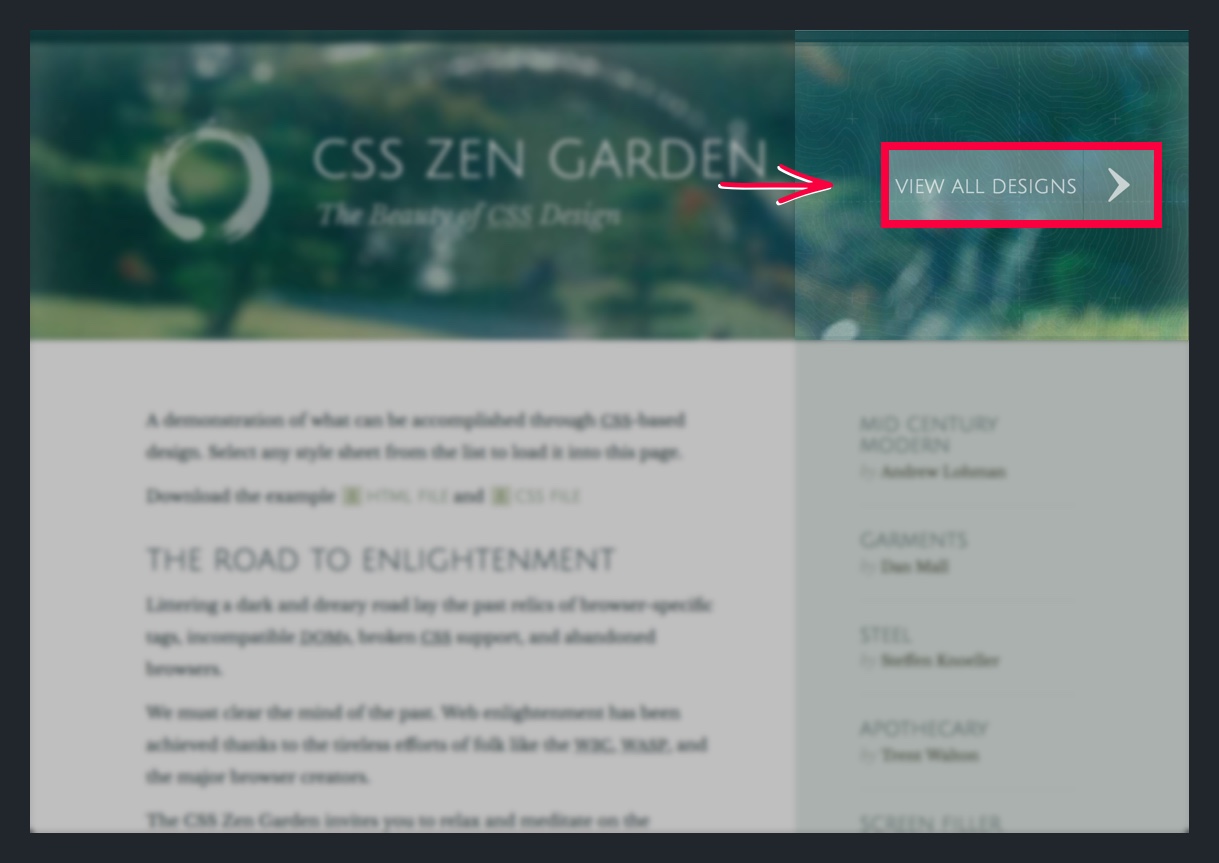 CSS ZEN GARDEN
The Beauty of CSS Design
VIEW ALL DESIGNS
A demonstration of what can be accomplished through CSS-based
design. Select any style sheet from the list to load it into this page.
Download the example HTML FILE and CSS FILE
THE ROAD TO ENLIGHTENMENT
Littering a dark and dreary road lay the past relics of browser-specific
tags, incompatible DOMs, broken CSS support, and abandoned
browsers.
We must clear the mind of the past. Web enlightenment has been
achieved thanks to the tireless efforts of folk like the W3C, WASP, and
the major browser creators.
The CSS Zen Garden invites you to relax and meditate on the
MID CENTURY
MODERN
by Andrew Lohman
GARMENTS
by Dan Mall
STEEL
by Steffen Knoeller
APOTHECARY
by Trent Walton
SCREEN FILLER